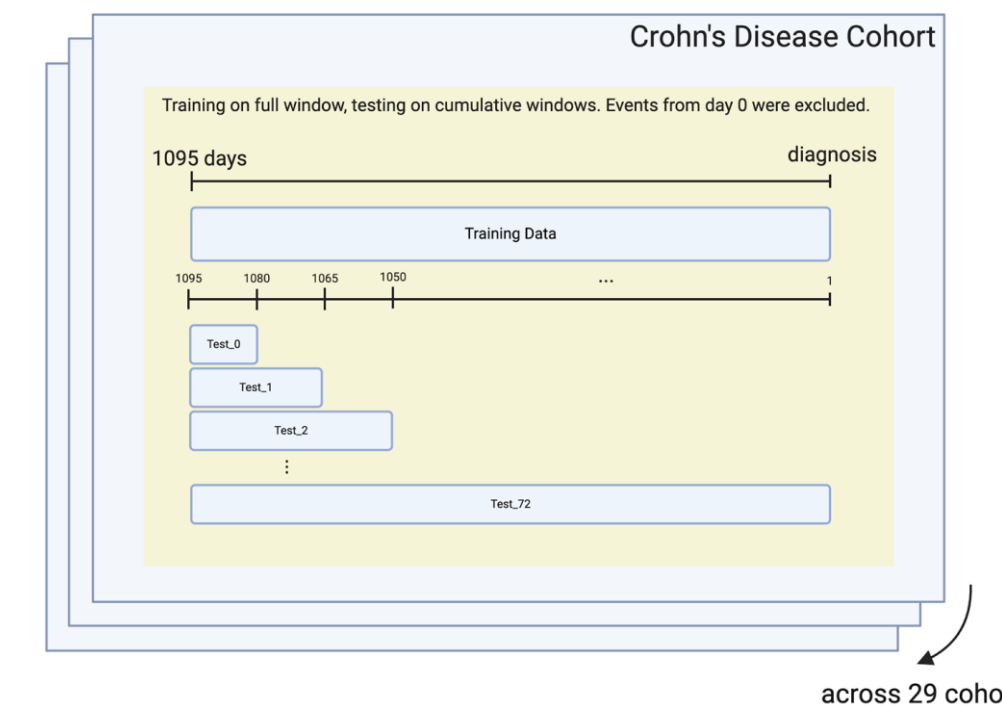 Crohn's Disease Cohort
Training on full window, testing on cumulative windows. Events from day 0 were excluded.
1095 days
diagnosis
Training Data
1095 1080 1065 1050 ... 1
Test_0
Test_1
Test_2
⋮
Test_72
across 29 coho